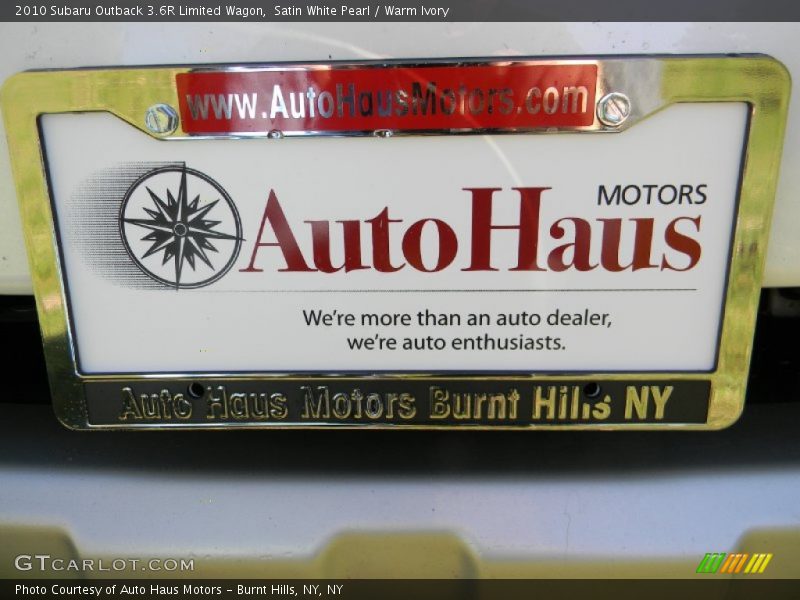 2010 Subaru Outback 3.6R Limited Wagon, Satin White Pearl / Warm Ivory
www.AutoHausMotors.com
MOTORS
AutoHaus
We're more than an auto dealer,
we're auto enthusiasts.
Auto Haus Motors Burnt Hills NY
GTCARLOT.COM
Photo Courtesy of Auto Haus Motors - Burnt Hills, NY, NY